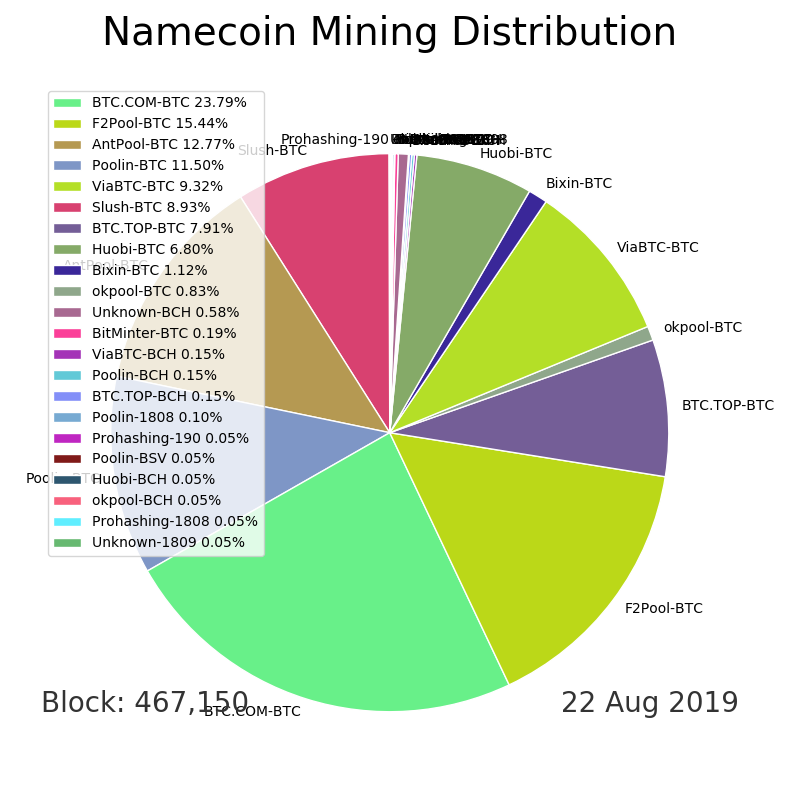 Namecoin Mining Distribution
BTC.COM-BTC 23.79%
F2Pool-BTC 15.44%
AntPool-BTC 12.77%
Poolin-BTC 11.50%
ViaBTC-BTC 9.32%
Slush-BTC 8.93%
BTC.TOP-BTC 7.91%
Huobi-BTC 6.80%
Bixin-BTC 1.12%
okpool-BTC 0.83%
Unknown-BCH 0.58%
BitMinter-BTC 0.19%
ViaBTC-BCH 0.15%
Poolin-BCH 0.15%
BTC.TOP-BCH 0.15%
Poolin-1808 0.10%
Prohashing-190 0.05%
Poolin-BSV 0.05%
Huobi-BCH 0.05%
okpool-BCH 0.05%
Prohashing-1808 0.05%
Unknown-1809 0.05%
Prohashing-190
Slush-BTC
AntPool-BTC
Poolin-BTC
BTC.COM-BTC
F2Pool-BTC
BTC.TOP-BTC
okpool-BTC
ViaBTC-BTC
Bixin-BTC
Huobi-BTC
Block: 467,150
22 Aug 2019